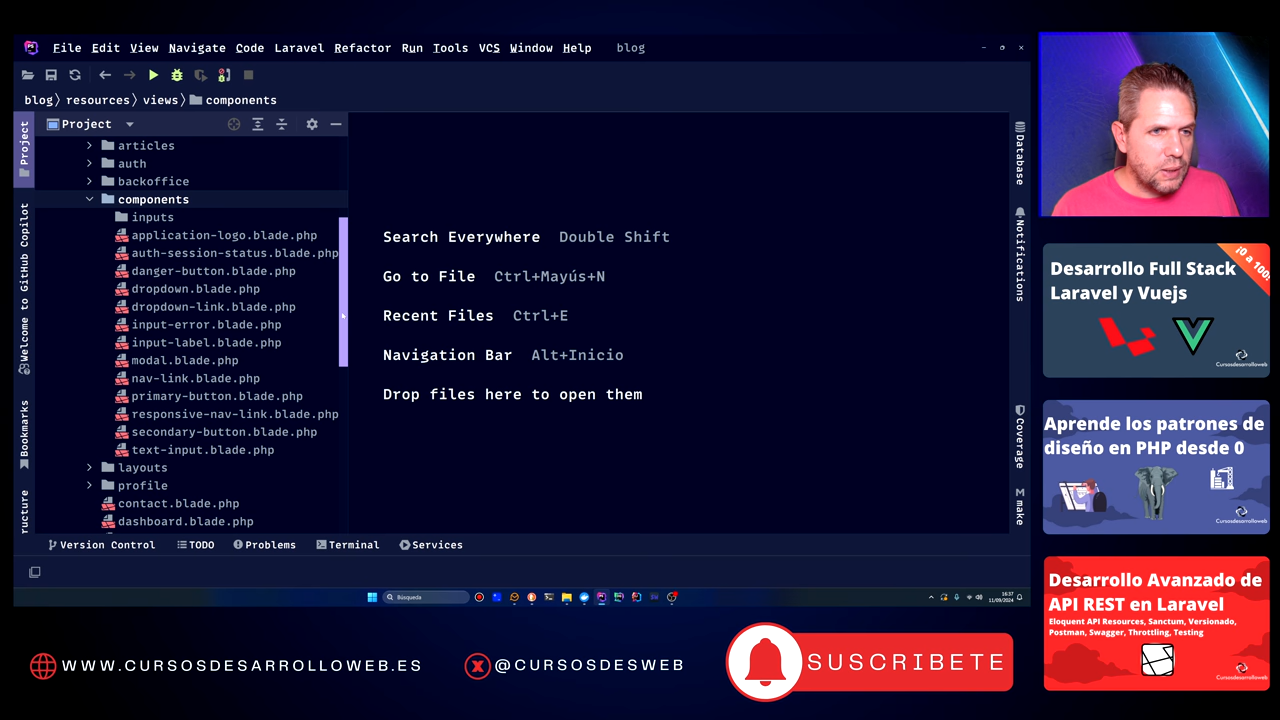 File Edit View Navigate Code Laravel Refactor Run Tools VCS Window Help blog
blog resources views components
Project
Project
Welcome to GitHub Copilot
Bookmarks
ructure
articles
auth
backoffice
components
inputs
application-logo.blade.php
auth-session-status.blade.php
danger-button.blade.php
dropdown.blade.php
dropdown-link.blade.php
input-error.blade.php
input-label.blade.php
modal.blade.php
nav-link.blade.php
primary-button.blade.php
responsive-nav-link.blade.php
secondary-button.blade.php
text-input.blade.php
layouts
profile
contact.blade.php
dashboard.blade.php
Search Everywhere Double Shift
Go to File Ctrl+Mayús+N
Recent Files Ctrl+E
Navigation Bar Alt+Inicio
Drop files here to open them
Database
Notifications
Coverage
M make
Version Control TODO Problems Terminal Services
Búsqueda
16:37
11/09/2024
Desarrollo Full Stack
Laravel y Vuejs
¡0 a 100!
Cursosdesarrolloweb
Aprende los patrones de
diseño en PHP desde 0
Cursosdesarrolloweb
Desarrollo Avanzado de
API REST en Laravel
Eloquent API Resources, Sanctum, Versionado,
Postman, Swagger, Throttling, Testing
Cursosdesarrolloweb
WWW.CURSOSDESARROLLOWEB.ES
X @CURSOSDESWEB
SUSCRIBETE